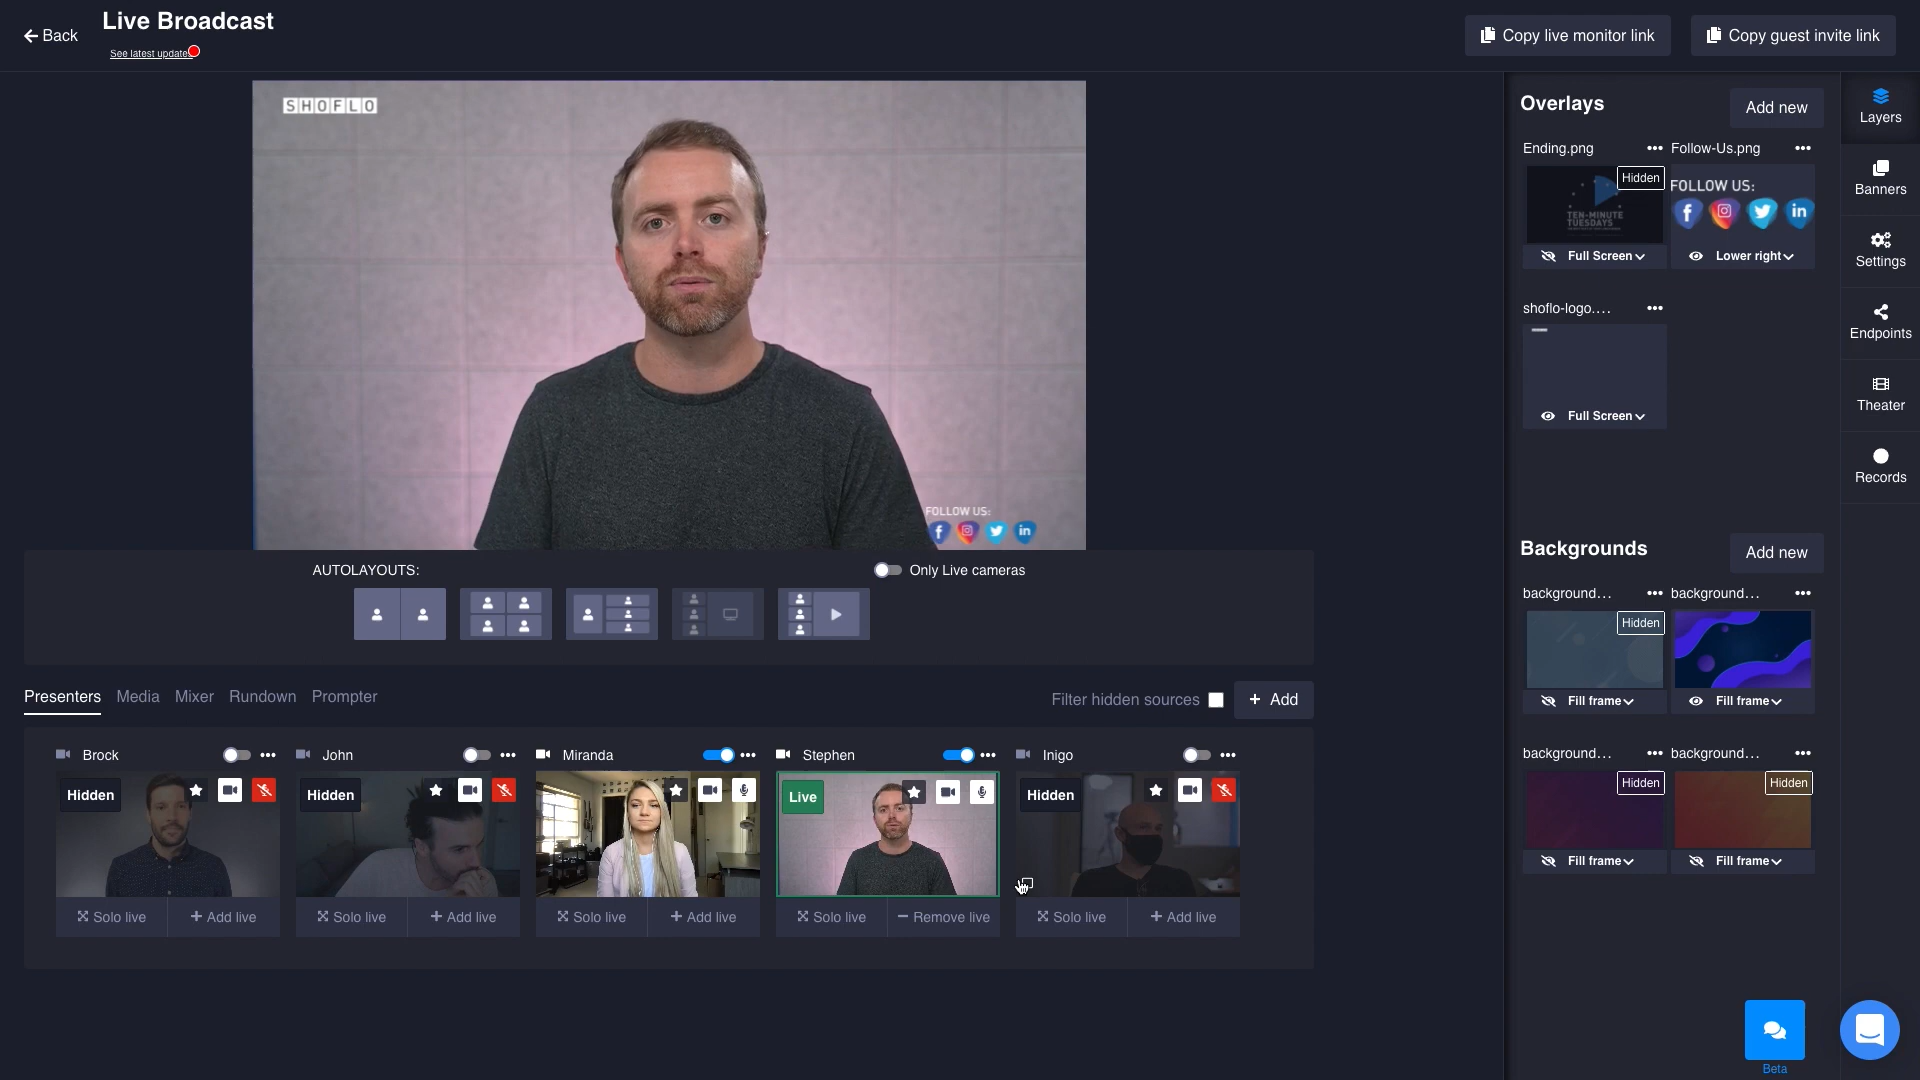 Back
Live Broadcast
See latest updates
Copy live monitor link
Copy guest invite link
SHOFLO
FOLLOW US:
AUTOLAYOUTS:
Only Live cameras
Presenters
Media
Mixer
Rundown
Prompter
Filter hidden sources
+ Add
Brock
John
Miranda
Stephen
Inigo
Hidden
Hidden
Live
Hidden
Solo live
+ Add live
Solo live
+ Add live
Solo live
+ Add live
Solo live
− Remove live
Solo live
+ Add live
Overlays
Add new
Ending.png
Follow-Us.png
Hidden
TEN-MINUTE
TUESDAYS
FOLLOW US:
Full Screen
Lower right
shoflo-logo....
Full Screen
Backgrounds
Add new
background...
background...
Hidden
Fill frame
Fill frame
background...
background...
Hidden
Hidden
Fill frame
Fill frame
Layers
Banners
Settings
Endpoints
Theater
Records
Beta